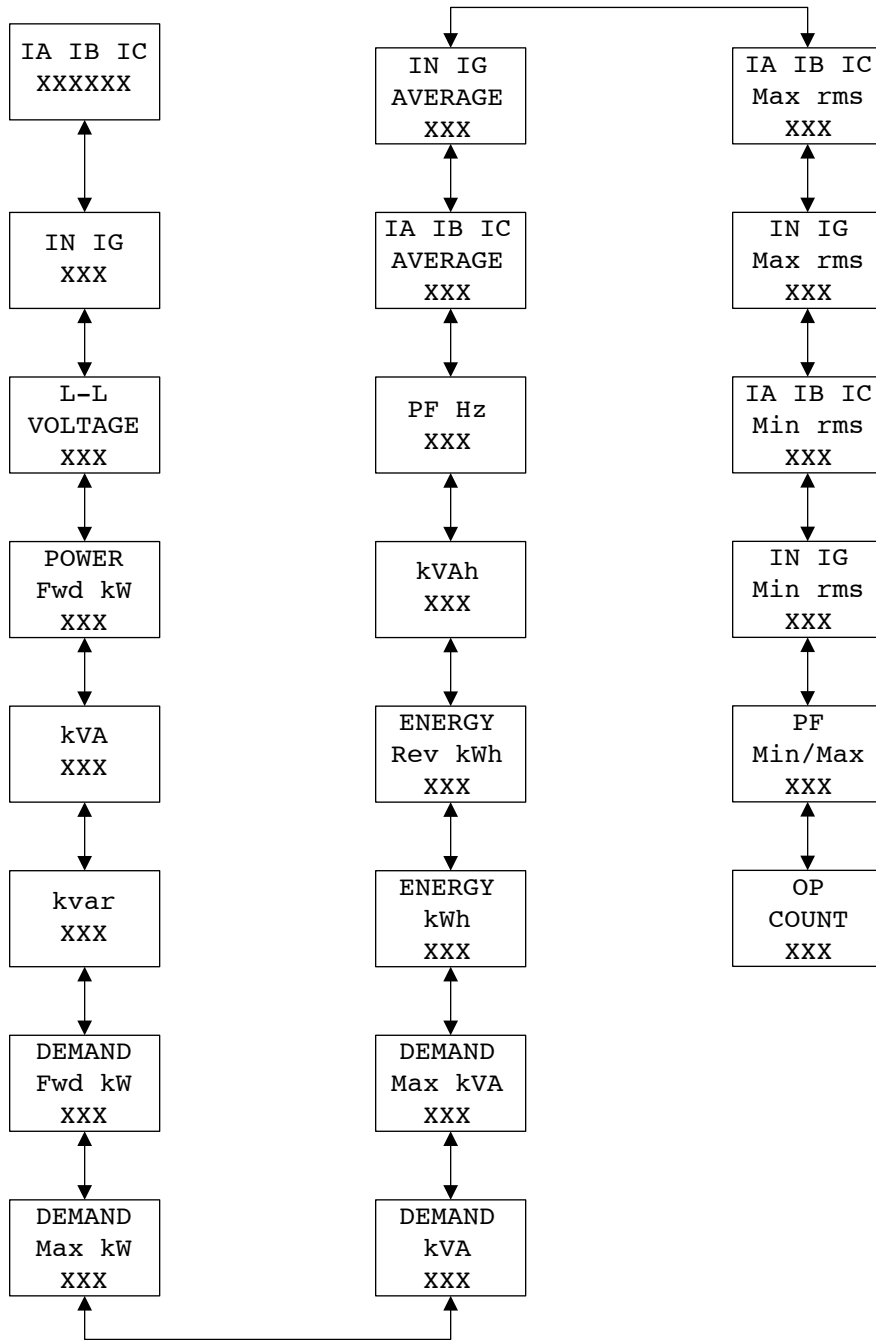 IA IB IC
XXXXXX
IN IG
XXX
L-L
VOLTAGE
XXX
POWER
Fwd kW
XXX
kVA
XXX
kvar
XXX
DEMAND
Fwd kW
XXX
DEMAND
Max kW
XXX
IN IG
AVERAGE
XXX
IA IB IC
AVERAGE
XXX
PF Hz
XXX
kVAh
XXX
ENERGY
Rev kWh
XXX
ENERGY
kWh
XXX
DEMAND
Max kVA
XXX
DEMAND
kVA
XXX
IA IB IC
Max rms
XXX
IN IG
Max rms
XXX
IA IB IC
Min rms
XXX
IN IG
Min rms
XXX
PF
Min/Max
XXX
OP
COUNT
XXX